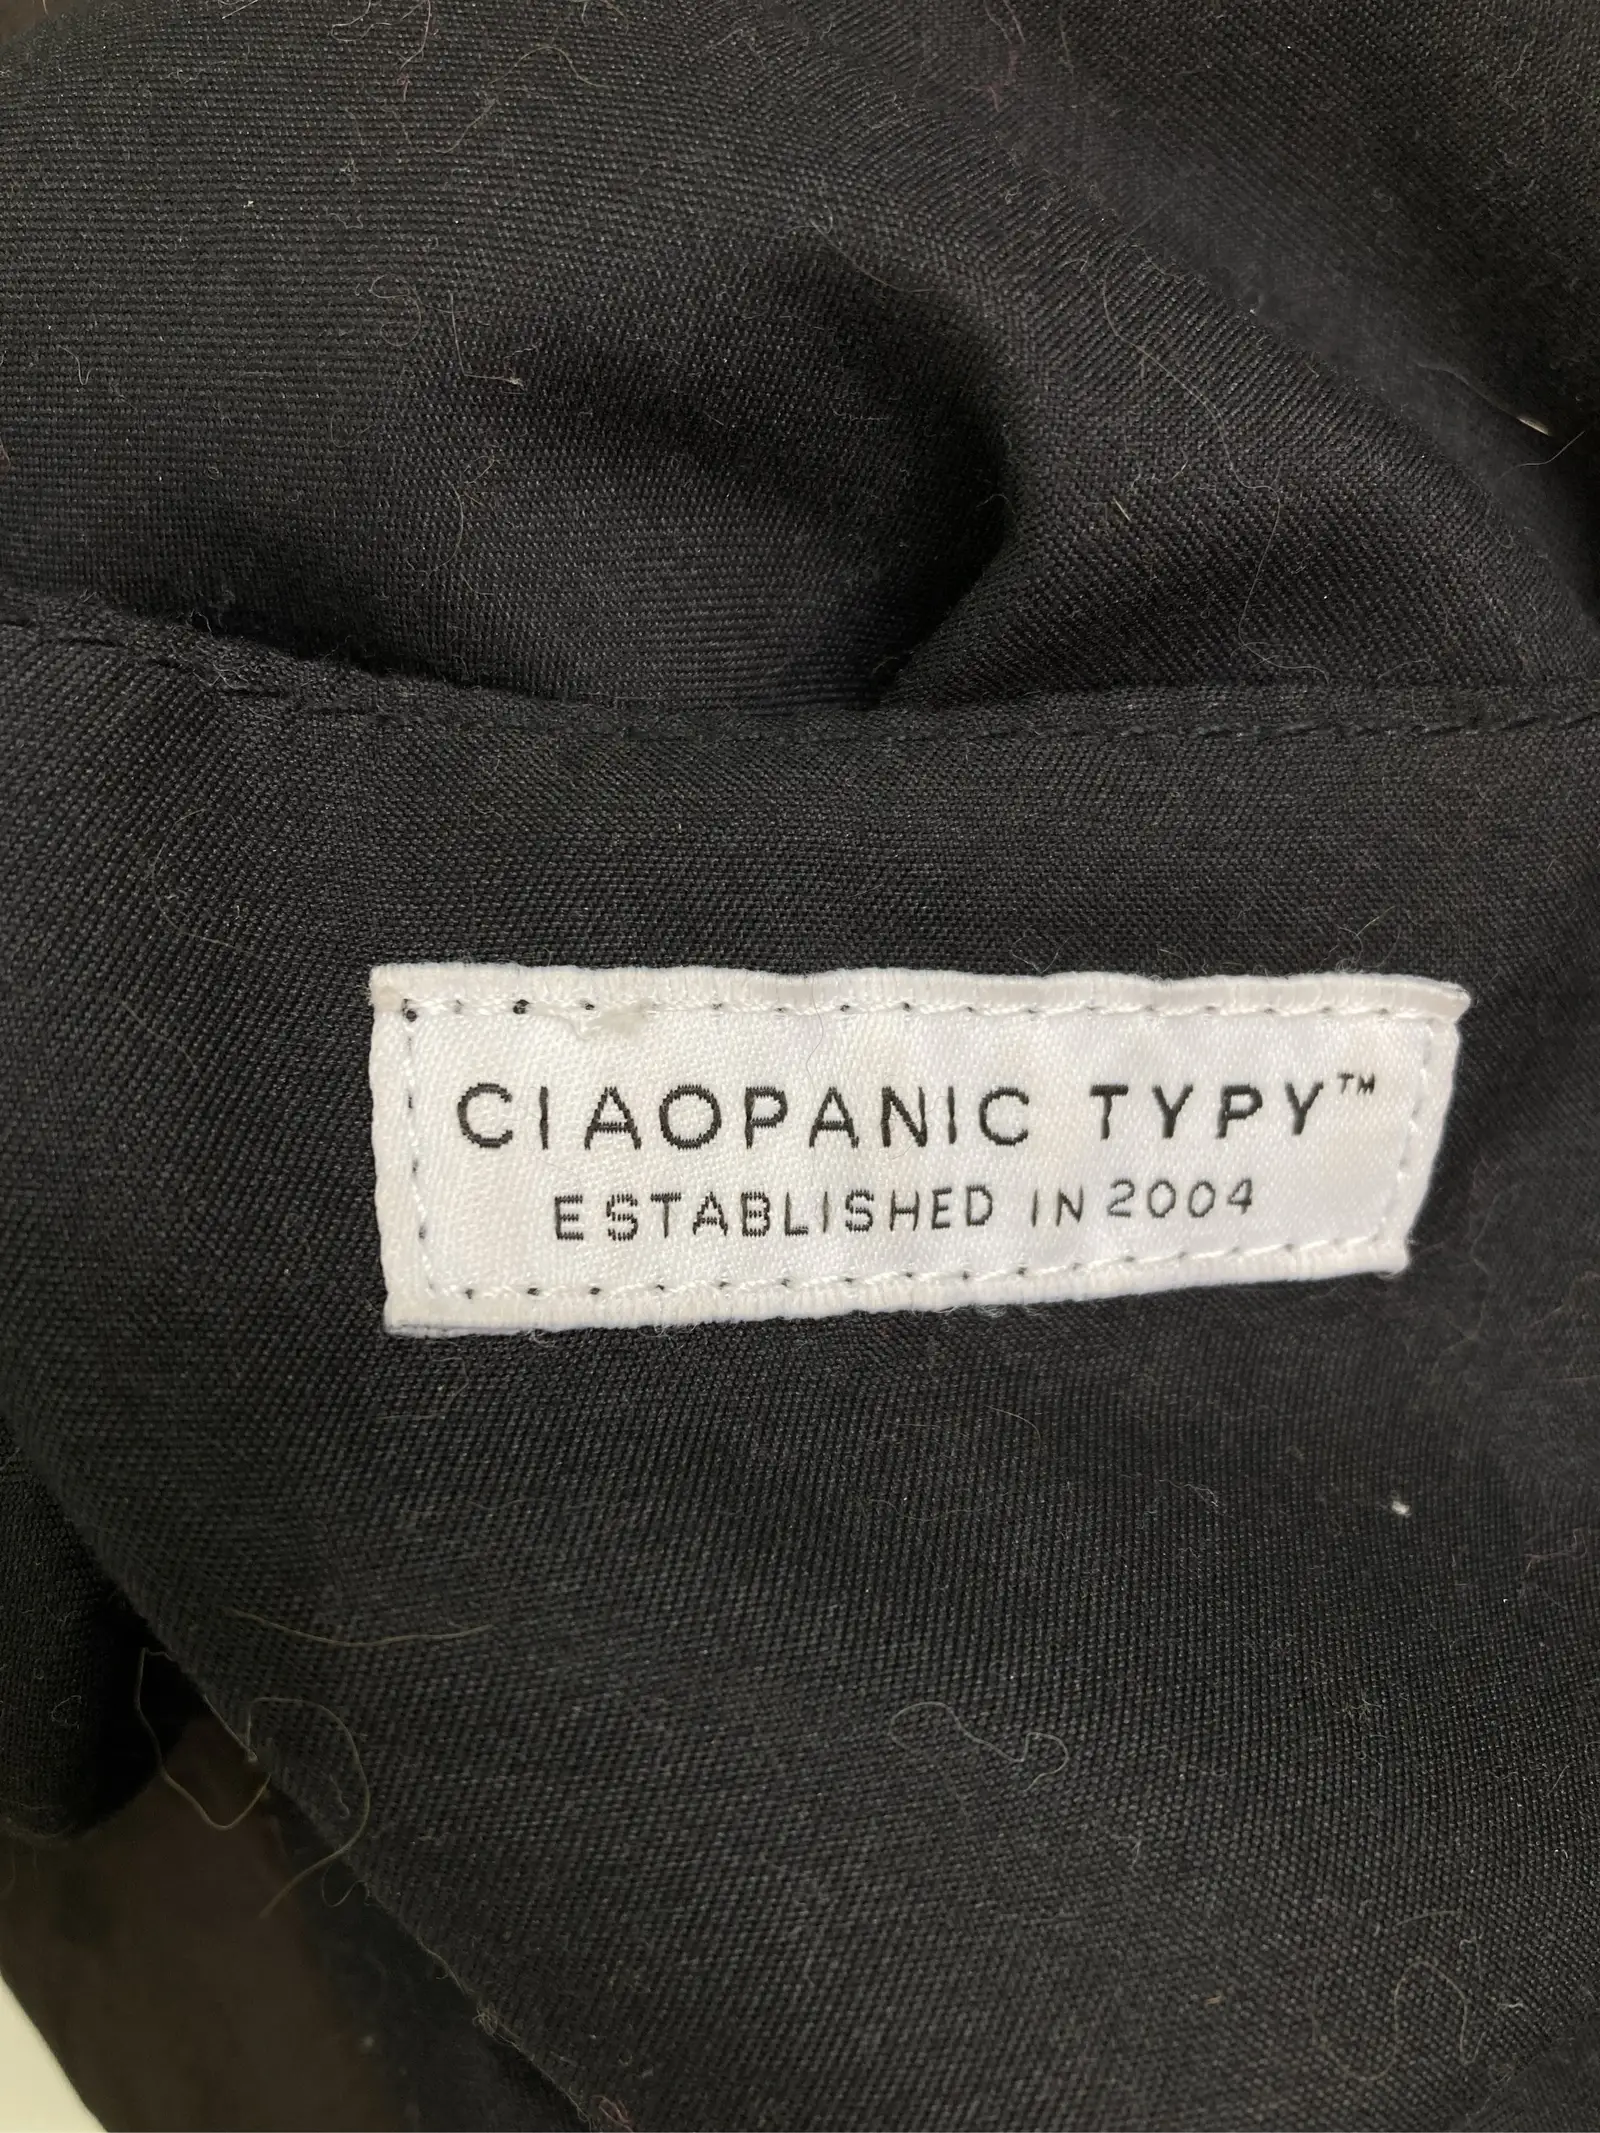 CIAOPANIC TYPY™
ESTABLISHED IN 2004